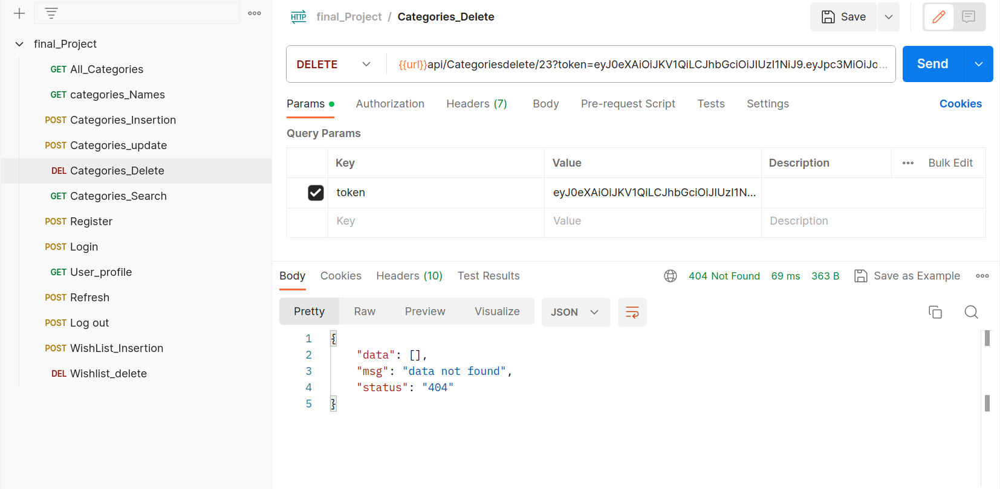 final_Project
GET All_Categories
GET categories_Names
POST Categories_Insertion
POST Categories_update
DEL Categories_Delete
GET Categories_Search
POST Register
POST Login
GET User_profile
POST Refresh
POST Log out
POST WishList_Insertion
DEL Wishlist_delete
HTTP final_Project / Categories_Delete
Save
DELETE {{url}}api/Categoriesdelete/23?token=eyJ0eXAiOiJKV1QiLCJhbGciOiJIUzI1NiJ9.eyJpc3MiOiJo...
Send
Params Authorization Headers (7) Body Pre-request Script Tests Settings Cookies
Query Params
Key Value Description Bulk Edit
token eyJ0eXAiOiJKV1QiLCJhbGciOiJIUzI1N...
Key Value Description
Body Cookies Headers (10) Test Results 404 Not Found 69 ms 363 B Save as Example
Pretty Raw Preview Visualize JSON
1 {
2 "data": [],
3 "msg": "data not found",
4 "status": "404"
5 }